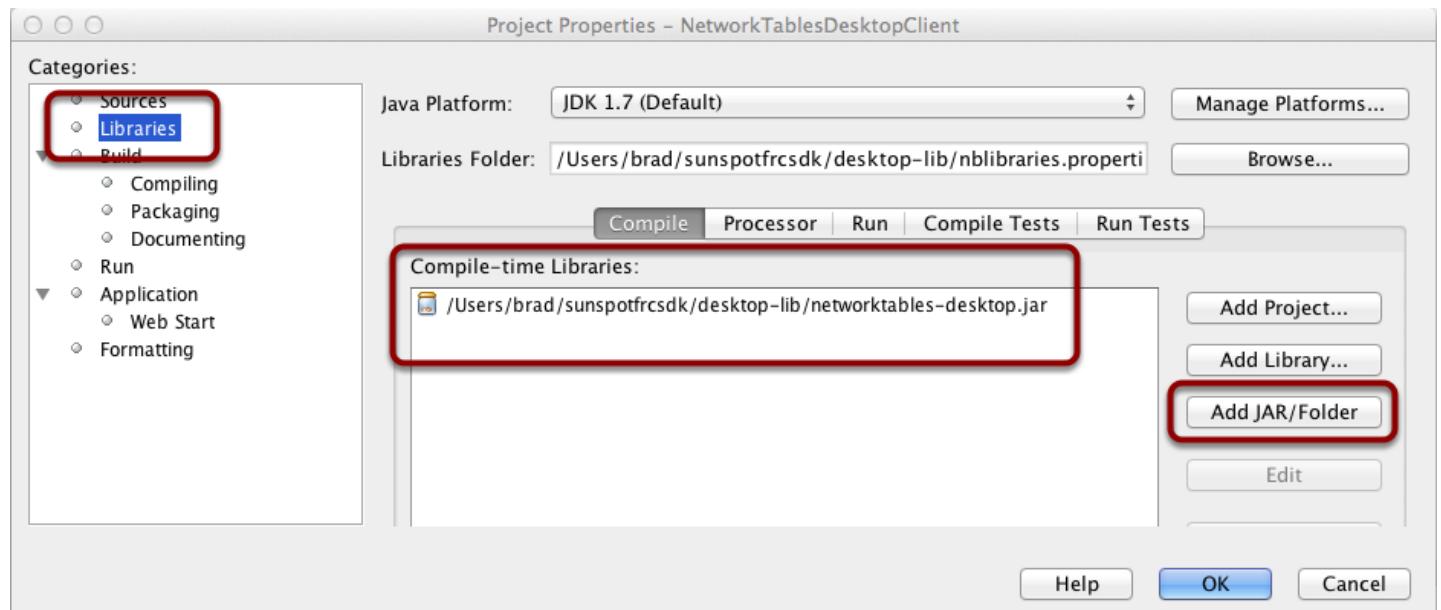 Project Properties – NetworkTablesDesktopClient
Categories:
Sources
Libraries
Build
Compiling
Packaging
Documenting
Run
Application
Web Start
Formatting
Java Platform:
JDK 1.7 (Default)
Manage Platforms...
Libraries Folder:
/Users/brad/sunspotfrcsdk/desktop-lib/nblibraries.properti
Browse...
Compile
Processor
Run
Compile Tests
Run Tests
Compile-time Libraries:
/Users/brad/sunspotfrcsdk/desktop-lib/networktables-desktop.jar
Add Project...
Add Library...
Add JAR/Folder
Edit
Help
OK
Cancel